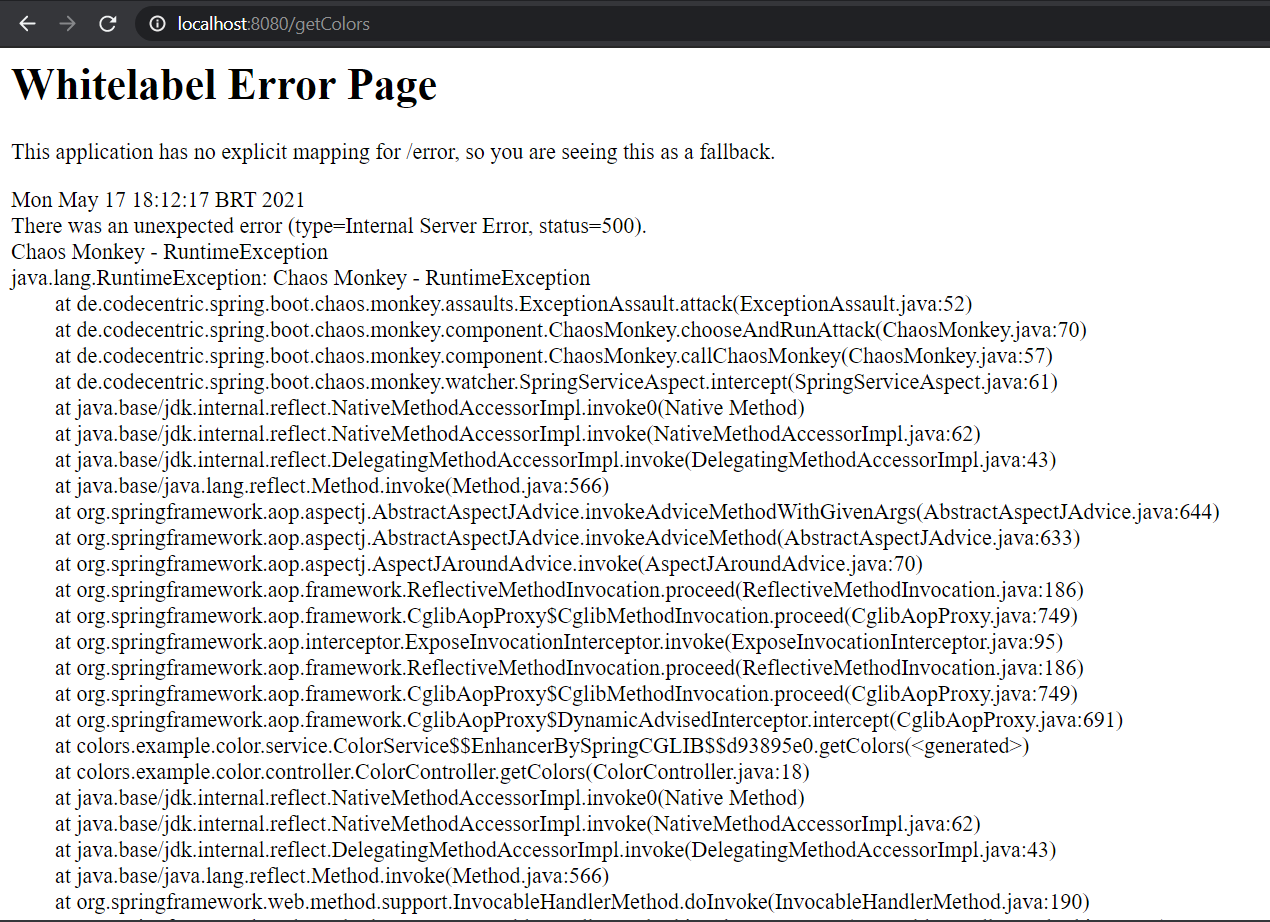 localhost:8080/getColors
Whitelabel Error Page
This application has no explicit mapping for /error, so you are seeing this as a fallback.
Mon May 17 18:12:17 BRT 2021
There was an unexpected error (type=Internal Server Error, status=500).
Chaos Monkey - RuntimeException
java.lang.RuntimeException: Chaos Monkey - RuntimeException
at de.codecentric.spring.boot.chaos.monkey.assaults.ExceptionAssault.attack(ExceptionAssault.java:52)
at de.codecentric.spring.boot.chaos.monkey.component.ChaosMonkey.chooseAndRunAttack(ChaosMonkey.java:70)
at de.codecentric.spring.boot.chaos.monkey.component.ChaosMonkey.callChaosMonkey(ChaosMonkey.java:57)
at de.codecentric.spring.boot.chaos.monkey.watcher.SpringServiceAspect.intercept(SpringServiceAspect.java:61)
at java.base/jdk.internal.reflect.NativeMethodAccessorImpl.invoke0(Native Method)
at java.base/jdk.internal.reflect.NativeMethodAccessorImpl.invoke(NativeMethodAccessorImpl.java:62)
at java.base/jdk.internal.reflect.DelegatingMethodAccessorImpl.invoke(DelegatingMethodAccessorImpl.java:43)
at java.base/java.lang.reflect.Method.invoke(Method.java:566)
at org.springframework.aop.aspectj.AbstractAspectJAdvice.invokeAdviceMethodWithGivenArgs(AbstractAspectJAdvice.java:644)
at org.springframework.aop.aspectj.AbstractAspectJAdvice.invokeAdviceMethod(AbstractAspectJAdvice.java:633)
at org.springframework.aop.aspectj.AspectJAroundAdvice.invoke(AspectJAroundAdvice.java:70)
at org.springframework.aop.framework.ReflectiveMethodInvocation.proceed(ReflectiveMethodInvocation.java:186)
at org.springframework.aop.framework.CglibAopProxy$CglibMethodInvocation.proceed(CglibAopProxy.java:749)
at org.springframework.aop.interceptor.ExposeInvocationInterceptor.invoke(ExposeInvocationInterceptor.java:95)
at org.springframework.aop.framework.ReflectiveMethodInvocation.proceed(ReflectiveMethodInvocation.java:186)
at org.springframework.aop.framework.CglibAopProxy$CglibMethodInvocation.proceed(CglibAopProxy.java:749)
at org.springframework.aop.framework.CglibAopProxy$DynamicAdvisedInterceptor.intercept(CglibAopProxy.java:691)
at colors.example.color.service.ColorService$$EnhancerBySpringCGLIB$$d93895e0.getColors(<generated>)
at colors.example.color.controller.ColorController.getColors(ColorController.java:18)
at java.base/jdk.internal.reflect.NativeMethodAccessorImpl.invoke0(Native Method)
at java.base/jdk.internal.reflect.NativeMethodAccessorImpl.invoke(NativeMethodAccessorImpl.java:62)
at java.base/jdk.internal.reflect.DelegatingMethodAccessorImpl.invoke(DelegatingMethodAccessorImpl.java:43)
at java.base/java.lang.reflect.Method.invoke(Method.java:566)
at org.springframework.web.method.support.InvocableHandlerMethod.doInvoke(InvocableHandlerMethod.java:190)